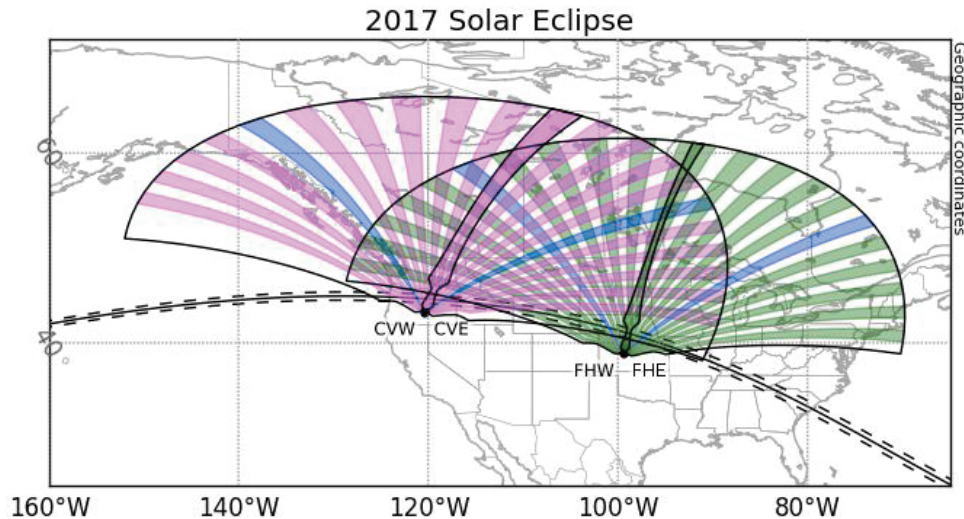 2017 Solar Eclipse
Geographic coordinates
60
40
CVW CVE
FHW FHE
160°W 140°W 120°W 100°W 80°W